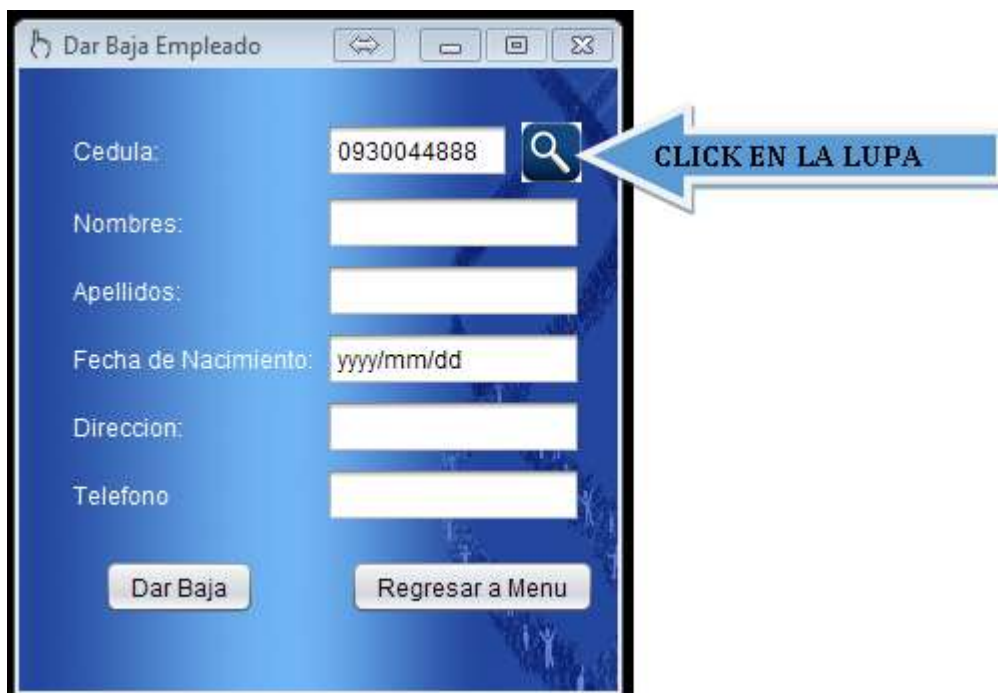 Dar Baja Empleado
Cedula: 0930044888
CLICK EN LA LUPA
Nombres:
Apellidos:
Fecha de Nacimiento: yyyy/mm/dd
Direccion:
Telefono
Dar Baja Regresar a Menu